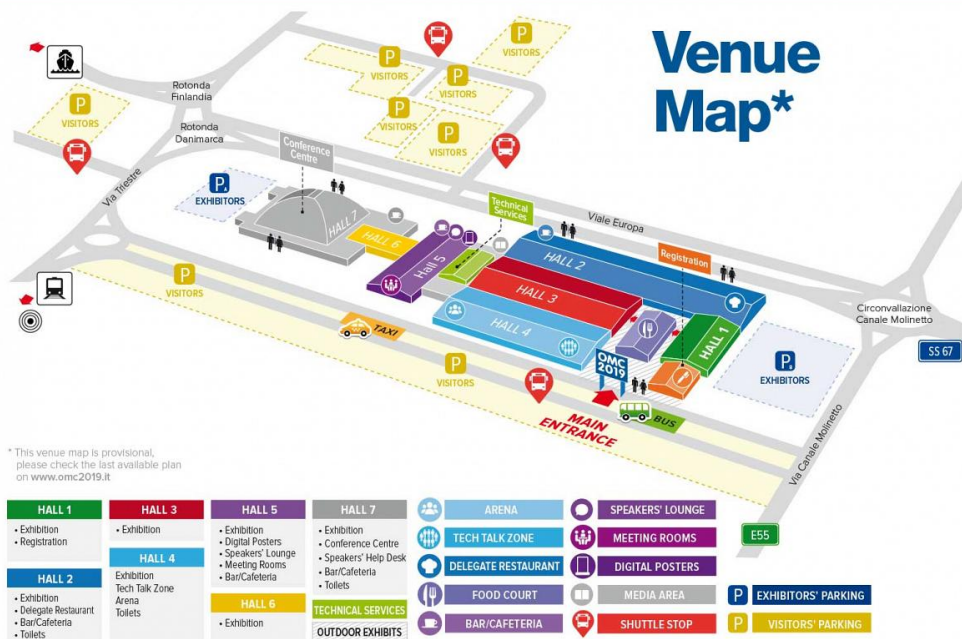 Venue
Map*
P
VISITORS
P
VISITORS
P
VISITORS
P
VISITORS
P
VISITORS
P
VISITORS
Rotonda
Finlandia
Rotonda
Danimarca
Via Triestre
Conference
Centre
P A
EXHIBITORS
HALL 7
HALL 6
Hall 5
Technical
Services
Viale Europa
HALL 2
Registration
HALL 3
HALL 4
HALL 1
Circonvallazione
Canale Molinetto
SS 67
P
VISITORS
TAXI
P
VISITORS
OMC
2019
P B
EXHIBITORS
BUS
MAIN
ENTRANCE
Via Canale Molinetto
E55
* This venue map is provisional,
please check the last available plan
on www.omc2019.it
HALL 1
• Exhibition
• Registration
HALL 2
• Exhibition
• Delegate Restaurant
• Bar/Cafeteria
• Toilets
HALL 3
• Exhibition
HALL 4
Exhibition
Tech Talk Zone
Arena
Toilets
HALL 5
• Exhibition
• Digital Posters
• Speakers' Lounge
• Meeting Rooms
• Bar/Cafeteria
HALL 6
• Exhibition
HALL 7
• Exhibition
• Conference Centre
• Speakers' Help Desk
• Bar/Cafeteria
• Toilets
TECHNICAL SERVICES
OUTDOOR EXHIBITS
ARENA
TECH TALK ZONE
DELEGATE RESTAURANT
FOOD COURT
BAR/CAFETERIA
SPEAKERS' LOUNGE
MEETING ROOMS
DIGITAL POSTERS
MEDIA AREA
SHUTTLE STOP
P EXHIBITORS' PARKING
P VISITORS' PARKING